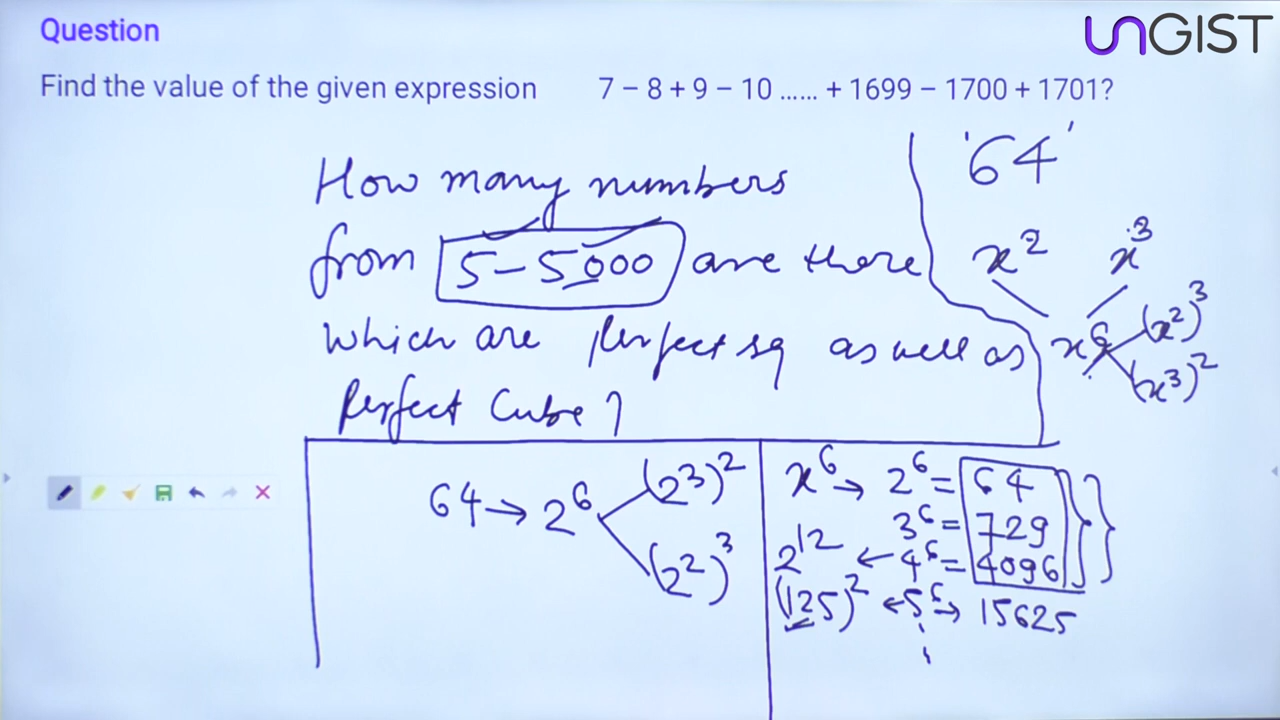 Question
UNGIST
Find the value of the given expression 7 – 8 + 9 – 10 ...... + 1699 – 1700 + 1701?
'64'
How many numbers
from 5-5000 are there
x² x³
which are Perfect sq as well as
x⁶ (x²)³
(x³)²
Perfect Cube?
64 → 2⁶ (2³)²
(2²)³
x⁶ → 2⁶ = 64
3⁶ = 729
2¹² ← 4⁶ = 4096
(125)² ← 5⁶ → 15625